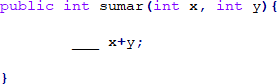 public int sumar(int x, int y){
___ x+y;
}